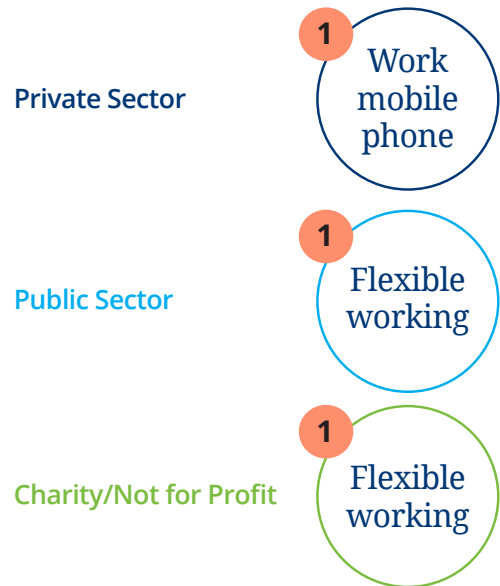 1
Work
mobile
phone
Private Sector
1
Flexible
working
Public Sector
1
Flexible
working
Charity/Not for Profit